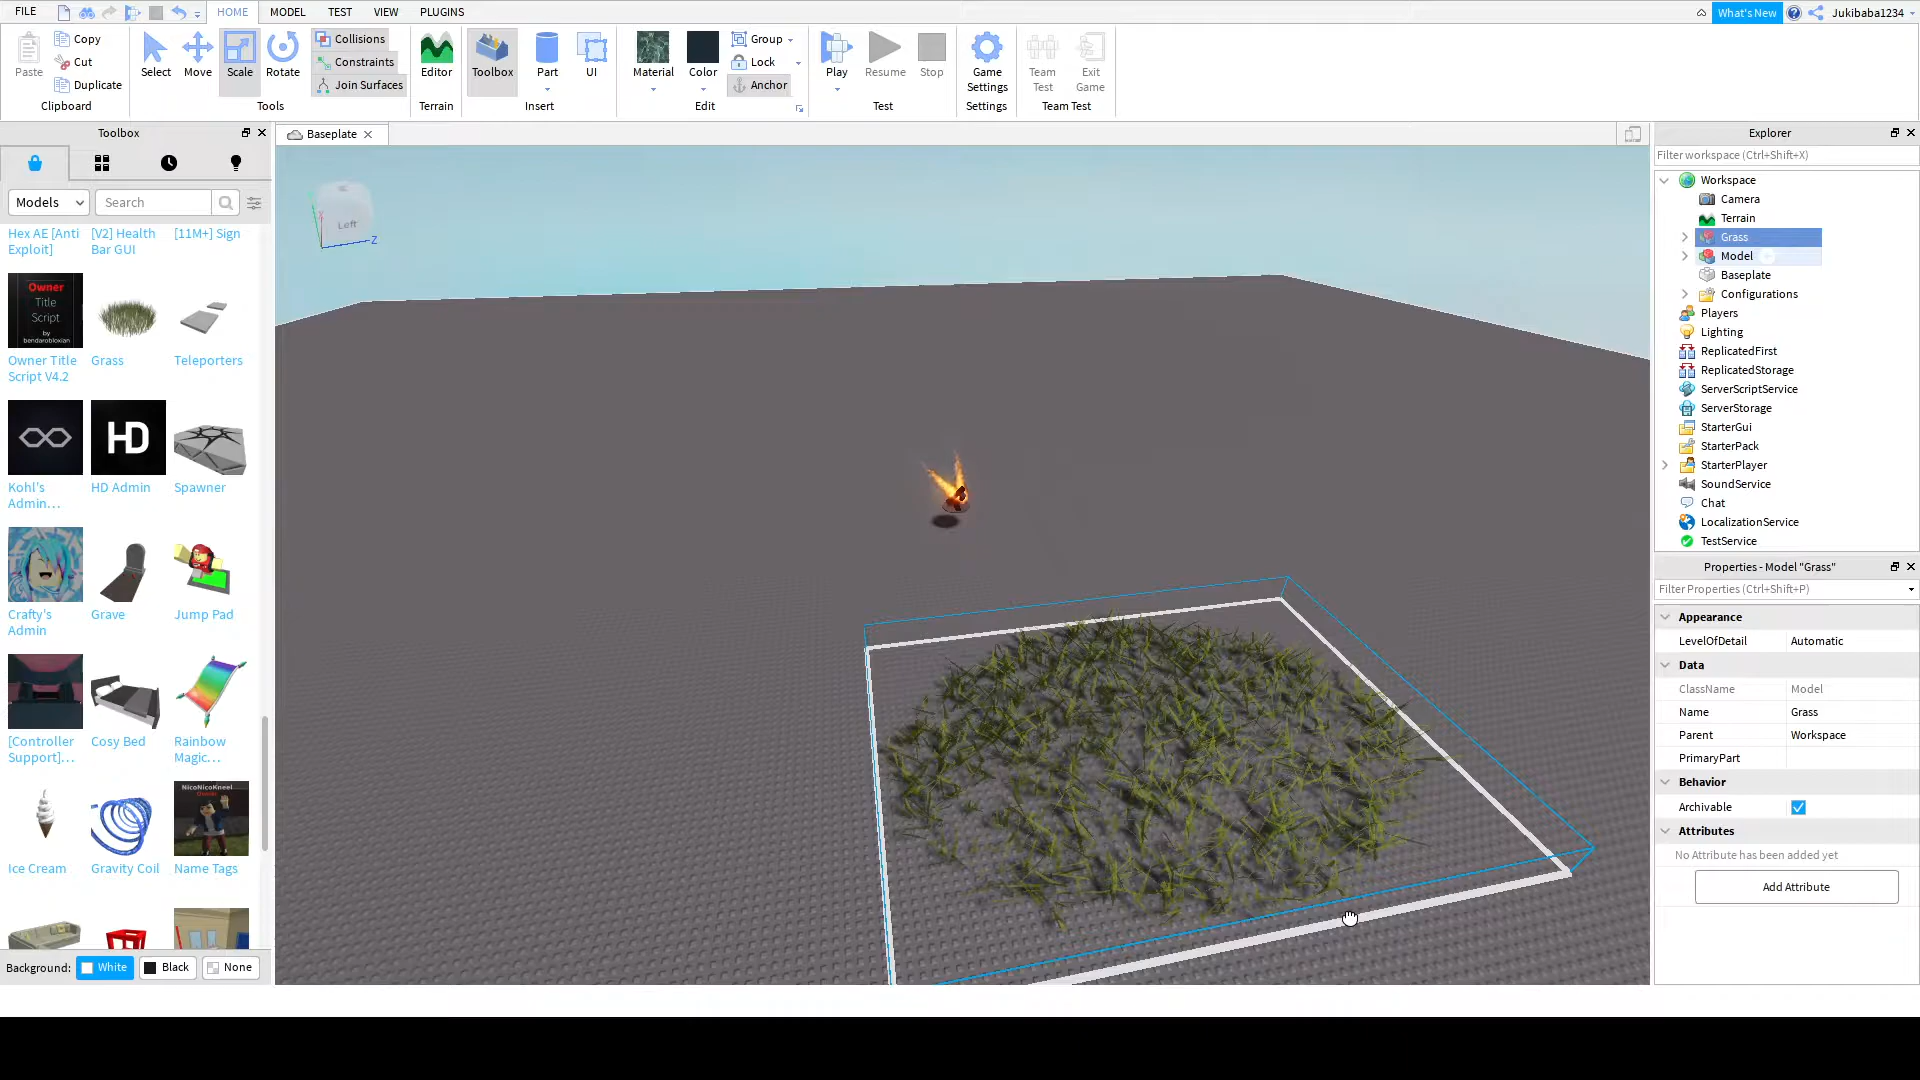 FILE
HOME
MODEL
TEST
VIEW
PLUGINS
What's New
Jukibaba1234
Paste
Copy
Cut
Duplicate
Clipboard
Select
Move
Scale
Rotate
Collisions
Constraints
Join Surfaces
Tools
Editor
Terrain
Toolbox
Part
UI
Insert
Material
Color
Group
Lock
Anchor
Edit
Play
Resume
Stop
Test
Game
Settings
Settings
Team
Test
Exit
Game
Team Test
Toolbox
Models
Search
Hex AE [Anti
Exploit]
[V2] Health
Bar GUI
[11M+] Sign
Owner
Title
Script
by
bendarobloxian
Owner Title
Script V4.2
Grass
Teleporters
HD
Kohl's
Admin...
HD Admin
Spawner
Crafty's
Admin
Grave
Jump Pad
[Controller
Support]...
Cosy Bed
Rainbow
Magic...
NicoNicoKneel
Ice Cream
Gravity Coil
Name Tags
Background:
White
Black
None
Baseplate
Left
Z
Explorer
Filter workspace (Ctrl+Shift+X)
Workspace
Camera
Terrain
Grass
Model
Baseplate
Configurations
Players
Lighting
ReplicatedFirst
ReplicatedStorage
ServerScriptService
ServerStorage
StarterGui
StarterPack
StarterPlayer
SoundService
Chat
LocalizationService
TestService
Properties - Model "Grass"
Filter Properties (Ctrl+Shift+P)
Appearance
LevelOfDetail Automatic
Data
ClassName Model
Name Grass
Parent Workspace
PrimaryPart
Behavior
Archivable
Attributes
No Attribute has been added yet
Add Attribute